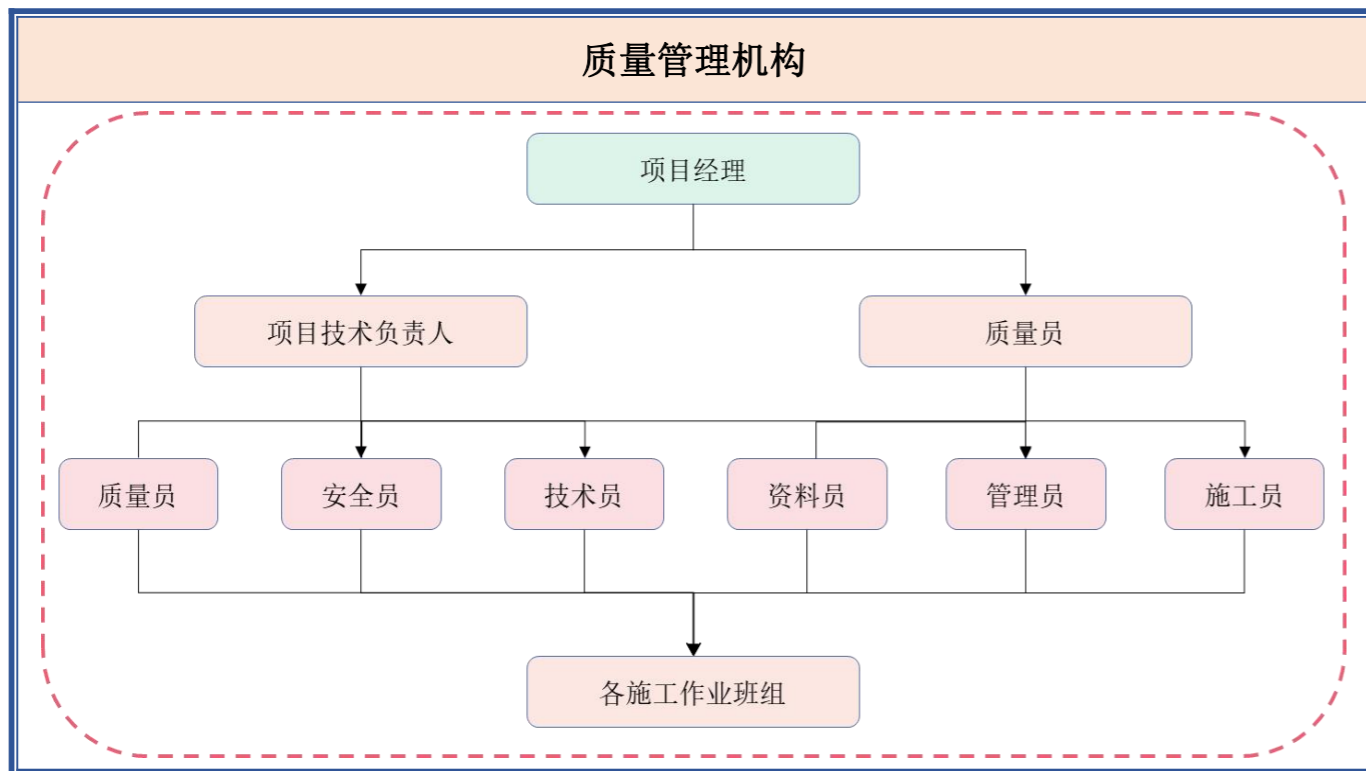 质量管理机构
项目经理
项目技术负责人
质量员
质量员
安全员
技术员
资料员
管理员
施工员
各施工作业班组